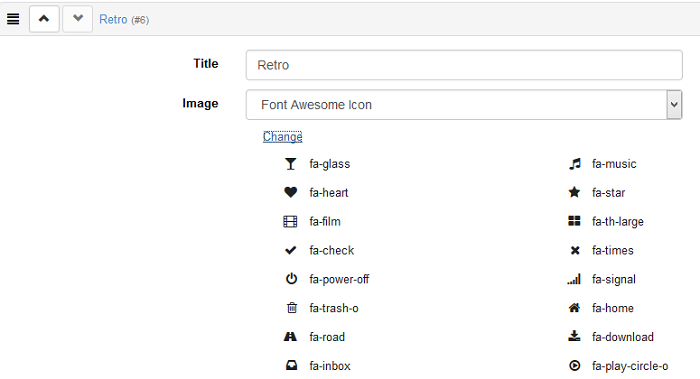 Retro (#6)
Title Retro
Image Font Awesome Icon
Change
fa-glass fa-music
fa-heart fa-star
fa-film fa-th-large
fa-check fa-times
fa-power-off fa-signal
fa-trash-o fa-home
fa-road fa-download
fa-inbox fa-play-circle-o